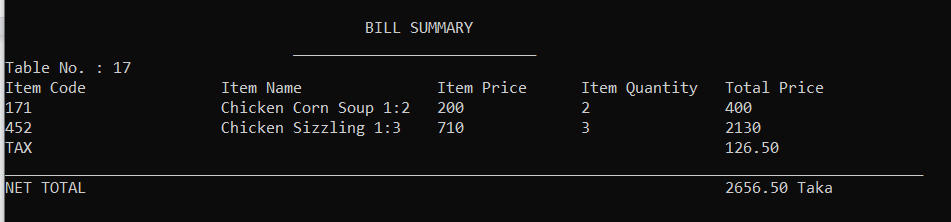 BILL SUMMARY
Table No. : 17
Item Code Item Name Item Price Item Quantity Total Price
171 Chicken Corn Soup 1:2 200 2 400
452 Chicken Sizzling 1:3 710 3 2130
TAX 126.50
NET TOTAL 2656.50 Taka